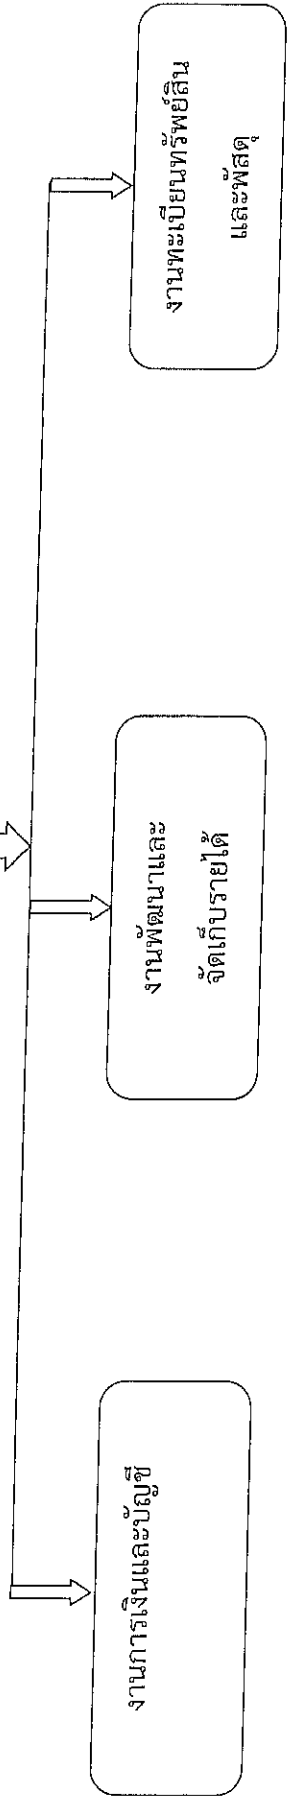 งานการเงินและบัญชี
งานพัฒนาและ
จัดเก็บรายได้
งานทะเบียนทรัพย์สิน
และพัสดุ